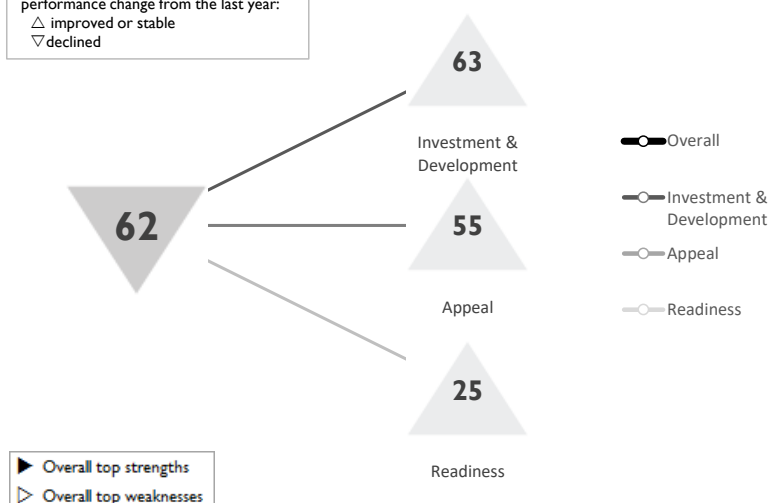 performance change from the last year:
△ improved or stable
▽ declined
63
Investment &
Development
62
55
Appeal
25
Readiness
Overall
Investment &
Development
Appeal
Readiness
▶ Overall top strengths
▷ Overall top weaknesses